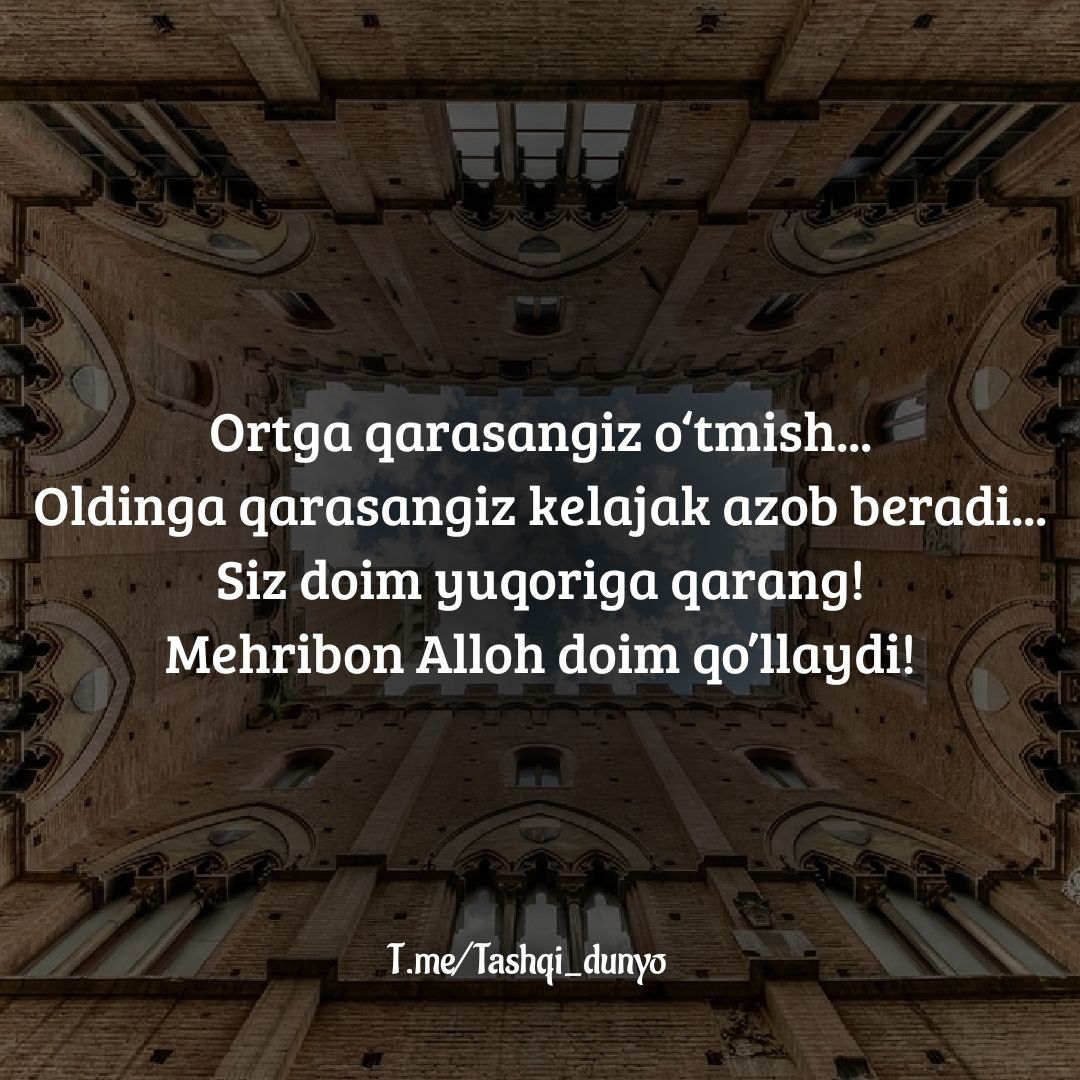 Ortga qarasangiz o‘tmish...
Oldinga qarasangiz kelajak azob beradi...
Siz doim yuqoriga qarang!
Mehribon Alloh doim qo’llaydi!
T.me/Tashqi_dunyo